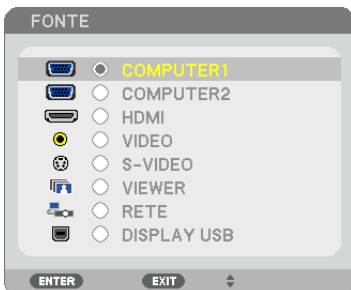 FONTE
COMPUTER1
COMPUTER2
HDMI
VIDEO
S-VIDEO
VIEWER
RETE
DISPLAY USB
ENTER EXIT